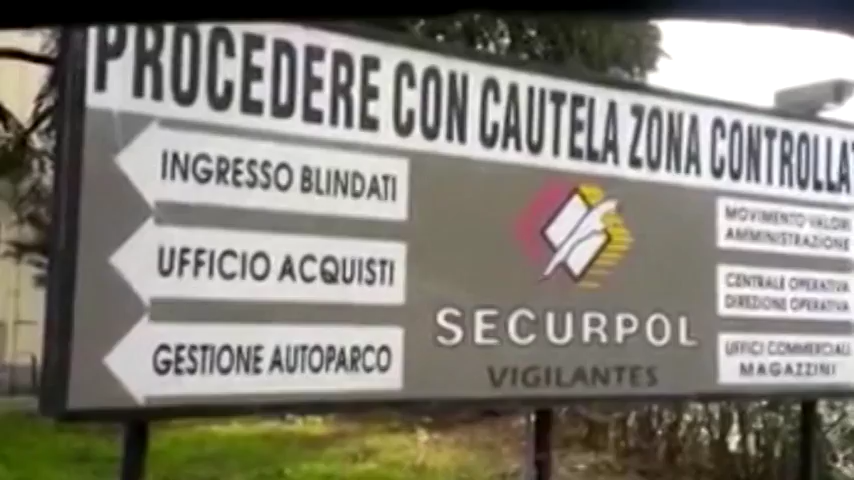 PROCEDERE CON CAUTELA ZONA CONTROLLAT
INGRESSO BLINDATI
UFFICIO ACQUISTI
GESTIONE AUTOPARCO
SECURPOL
VIGILANTES
MOVIMENTO VALORI
AMMINISTRAZIONE
CENTRALE OPERATIVA
DIREZIONE OPERATIVA
UFFICI COMMERCIALI
MAGAZZINI